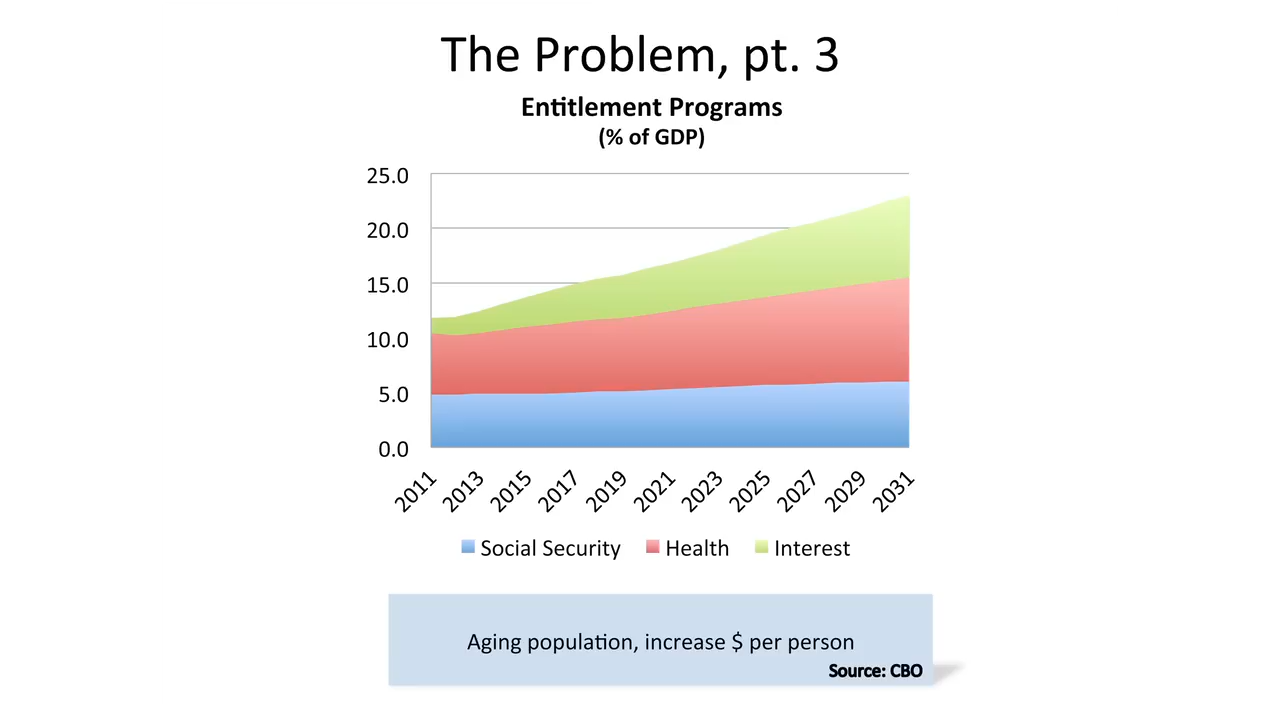 The Problem, pt. 3
Entitlement Programs
(% of GDP)
25.0
20.0
15.0
10.0
5.0
0.0
2011 2013 2015 2017 2019 2021 2023 2025 2027 2029 2031
Social Security Health Interest
Aging population, increase $ per person
Source: CBO